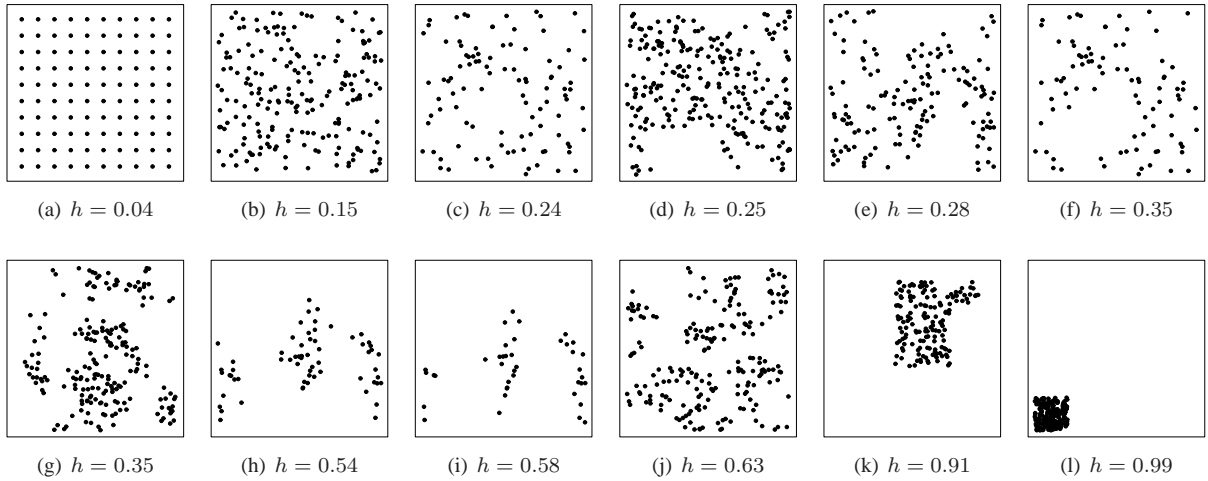 (a) h = 0.04
(b) h = 0.15
(c) h = 0.24
(d) h = 0.25
(e) h = 0.28
(f) h = 0.35
(g) h = 0.35
(h) h = 0.54
(i) h = 0.58
(j) h = 0.63
(k) h = 0.91
(l) h = 0.99